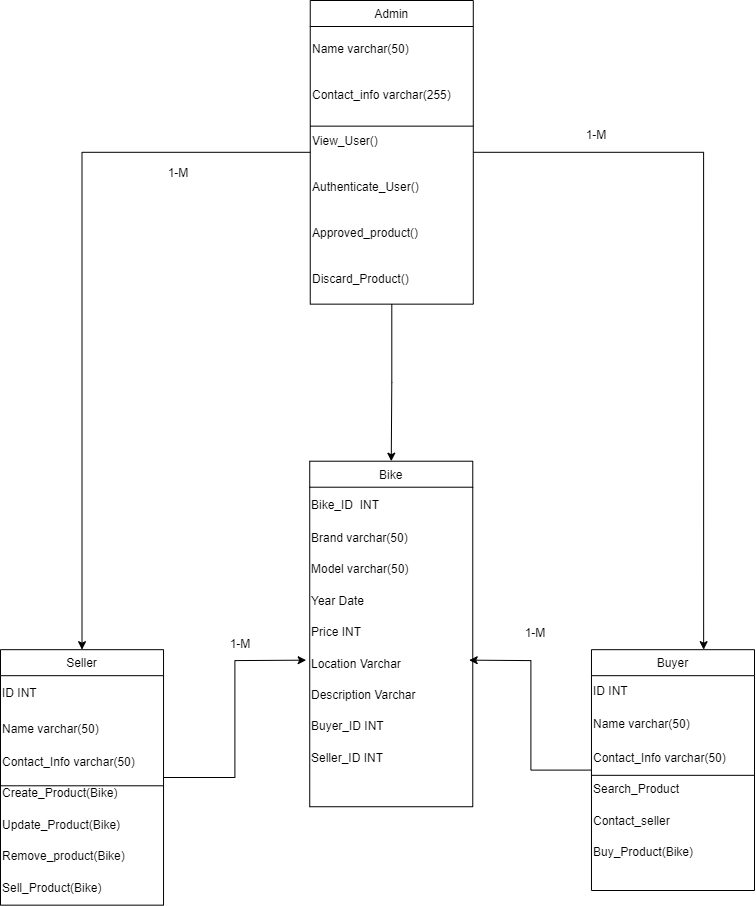 Admin
Name varchar(50)
Contact_info varchar(255)
View_User()
Authenticate_User()
Approved_product()
Discard_Product()
1-M
1-M
Bike
Bike_ID  INT
Brand varchar(50)
Model varchar(50)
Year Date
Price INT
Location Varchar
Description Varchar
Buyer_ID INT
Seller_ID INT
1-M
1-M
Seller
ID INT
Name varchar(50)
Contact_Info varchar(50)
Create_Product(Bike)
Update_Product(Bike)
Remove_product(Bike)
Sell_Product(Bike)
Buyer
ID INT
Name varchar(50)
Contact_Info varchar(50)
Search_Product
Contact_seller
Buy_Product(Bike)